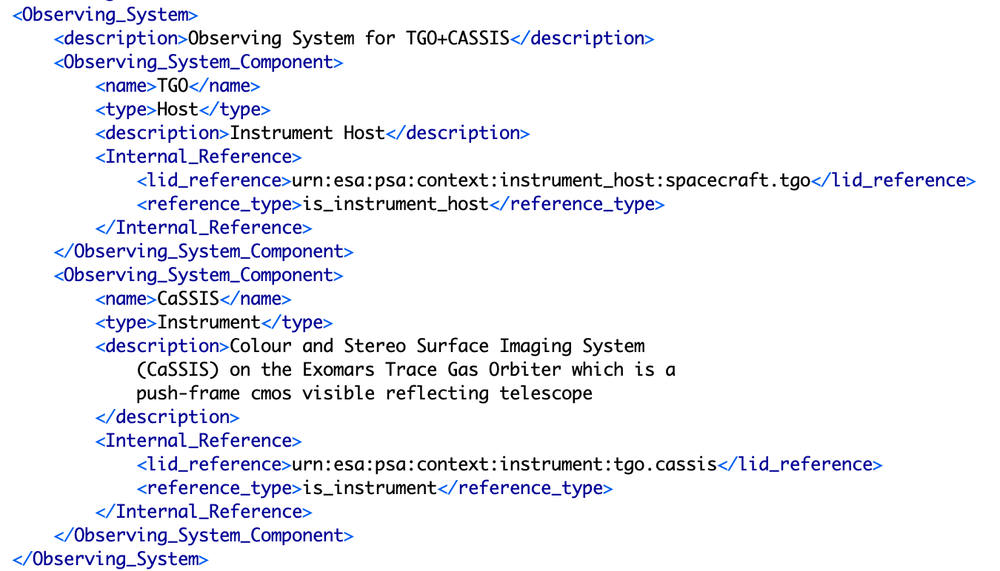 <Observing_System>
    <description>Observing System for TGO+CASSIS</description>
    <Observing_System_Component>
        <name>TGO</name>
        <type>Host</type>
        <description>Instrument Host</description>
        <Internal_Reference>
            <lid_reference>urn:esa:psa:context:instrument_host:spacecraft.tgo</lid_reference>
            <reference_type>is_instrument_host</reference_type>
        </Internal_Reference>
    </Observing_System_Component>
    <Observing_System_Component>
        <name>CaSSIS</name>
        <type>Instrument</type>
        <description>Colour and Stereo Surface Imaging System
            (CaSSIS) on the Exomars Trace Gas Orbiter which is a
            push-frame cmos visible reflecting telescope
        </description>
        <Internal_Reference>
            <lid_reference>urn:esa:psa:context:instrument:tgo.cassis</lid_reference>
            <reference_type>is_instrument</reference_type>
        </Internal_Reference>
    </Observing_System_Component>
</Observing_System>